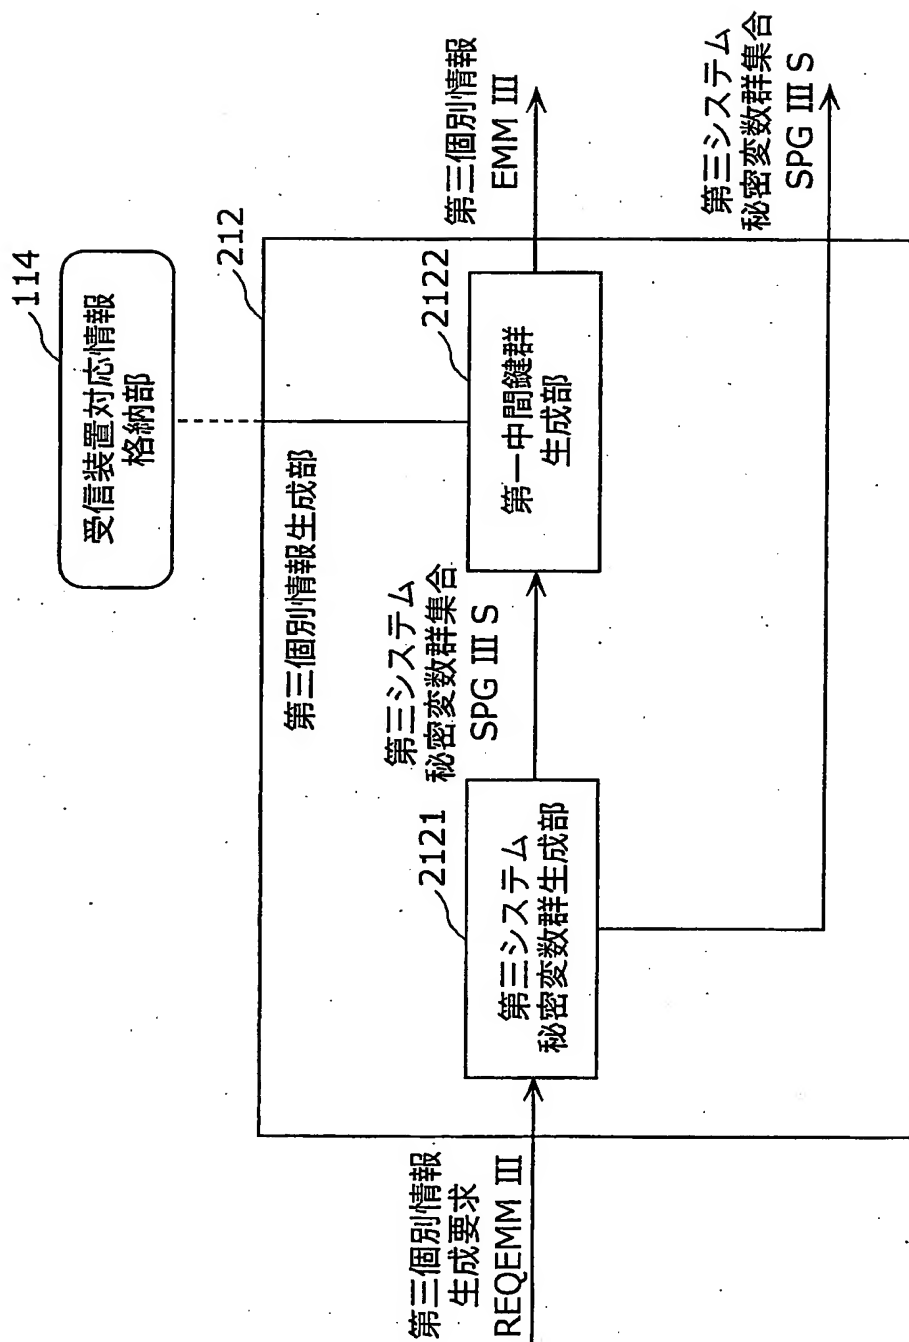 114
受信装置対応情報
格納部
212
第三個別情報生成部
第三個別情報
生成要求
REQEMM III
2121
第三システム
秘密変数群生成部
第三システム
秘密変数群集合
SPG III S
2122
第一中間鍵群
生成部
第三個別情報
EMM III
第三システム
秘密変数群集合
SPG III S